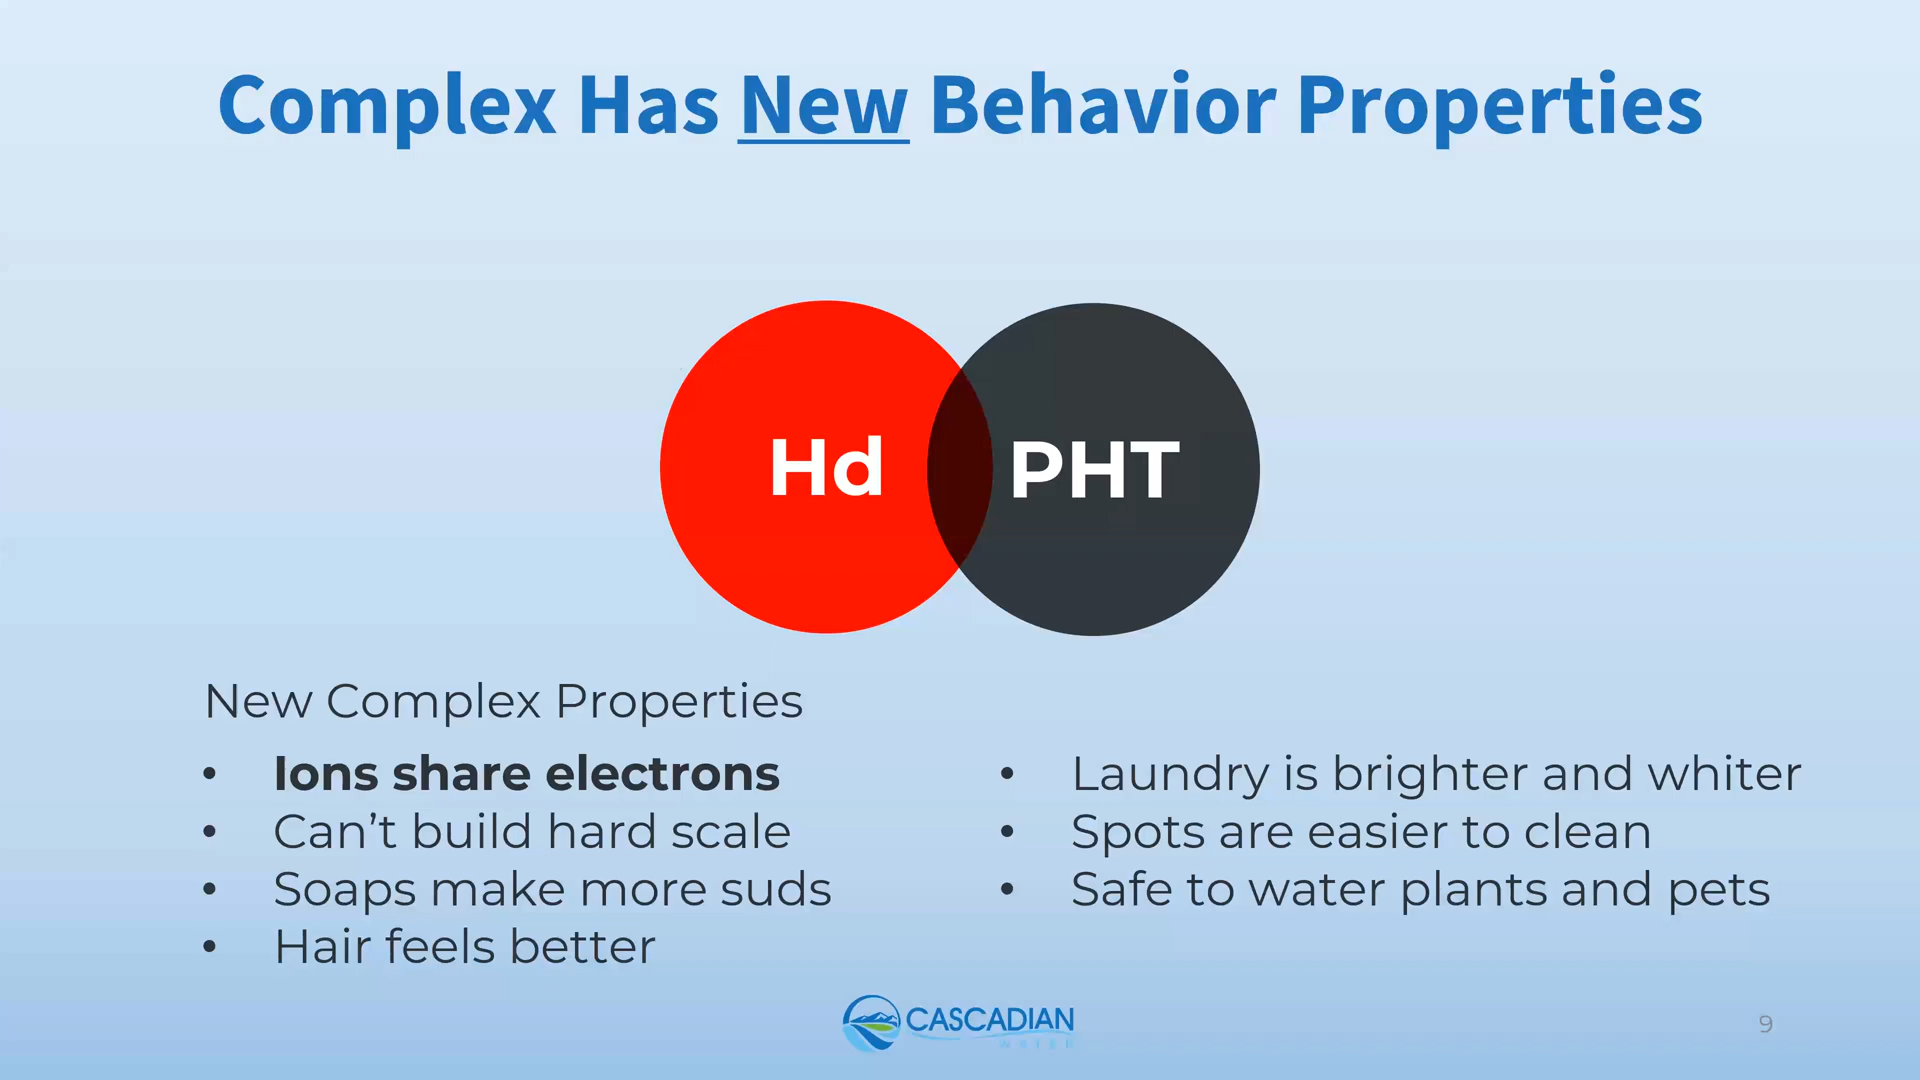 Complex Has New Behavior Properties
Hd
PHT
New Complex Properties
• Ions share electrons
• Can’t build hard scale
• Soaps make more suds
• Hair feels better
• Laundry is brighter and whiter
• Spots are easier to clean
• Safe to water plants and pets
CASCADIAN
WATER
9